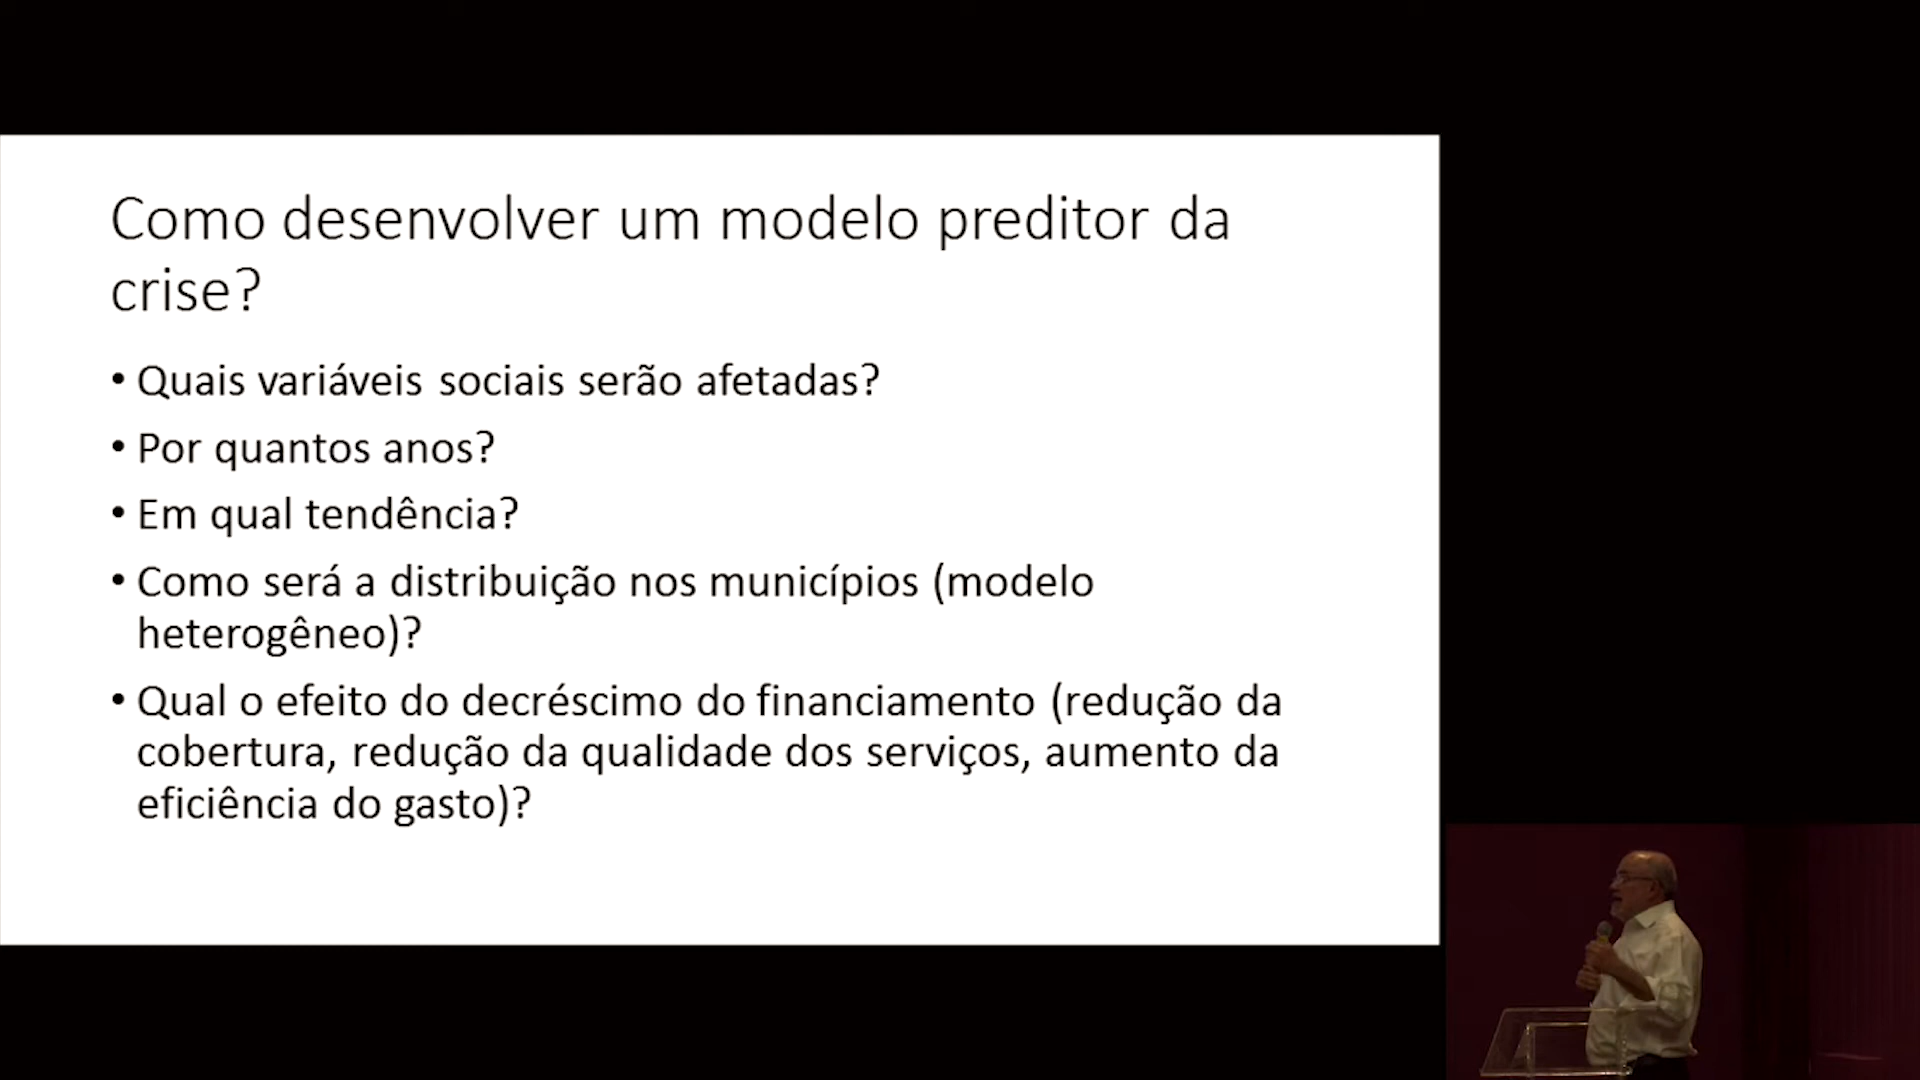 Como desenvolver um modelo preditor da
crise?
• Quais variáveis sociais serão afetadas?
• Por quantos anos?
• Em qual tendência?
• Como será a distribuição nos municípios (modelo
heterogêneo)?
• Qual o efeito do decréscimo do financiamento (redução da
cobertura, redução da qualidade dos serviços, aumento da
eficiência do gasto)?